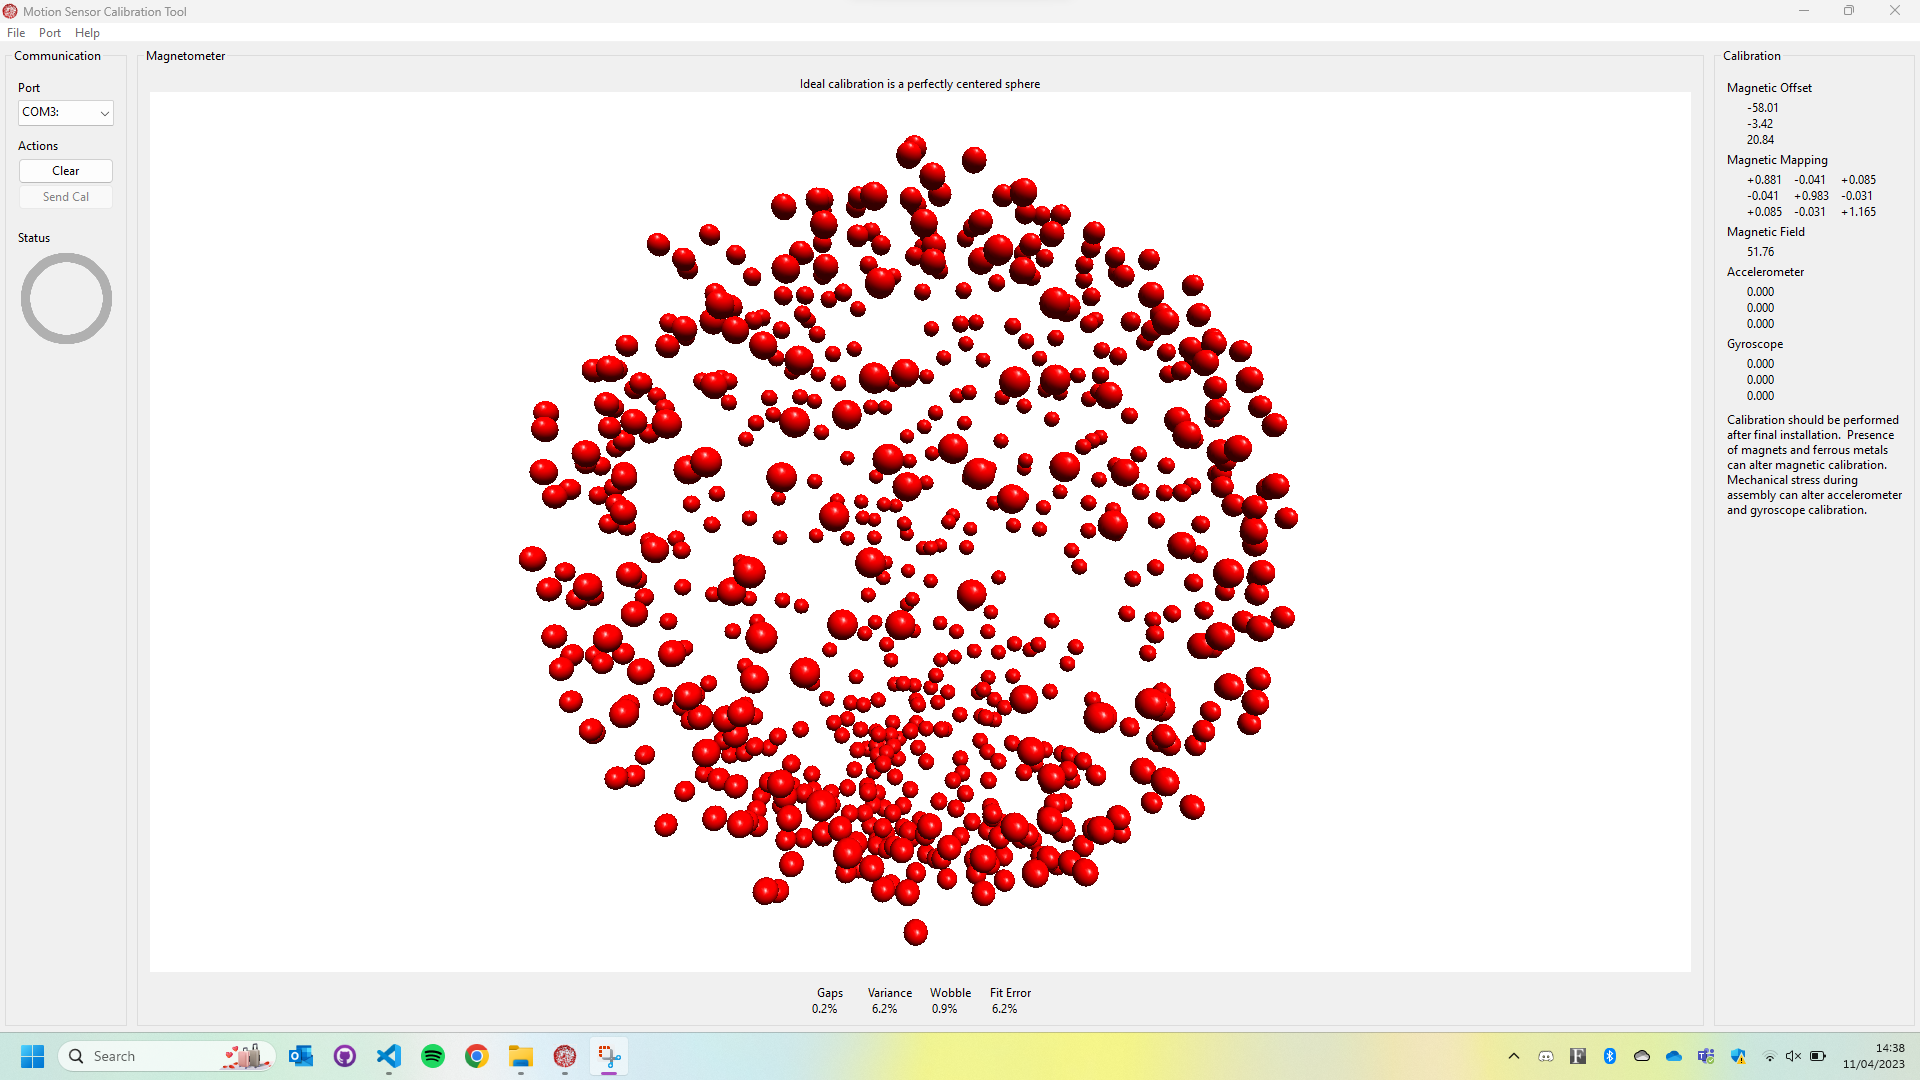 Motion Sensor Calibration Tool
File Port Help
Communication
Port
COM3:
Actions
Clear
Send Cal
Status
Magnetometer
Ideal calibration is a perfectly centered sphere
Gaps Variance Wobble Fit Error
0.2% 6.2% 0.9% 6.2%
Calibration
Magnetic Offset
-58.01
-3.42
20.84
Magnetic Mapping
+0.881 -0.041 +0.085
-0.041 +0.983 -0.031
+0.085 -0.031 +1.165
Magnetic Field
51.76
Accelerometer
0.000
0.000
0.000
Gyroscope
0.000
0.000
0.000
Calibration should be performed
after final installation. Presence
of magnets and ferrous metals
can alter magnetic calibration.
Mechanical stress during
assembly can alter accelerometer
and gyroscope calibration.
Search
14:38
11/04/2023